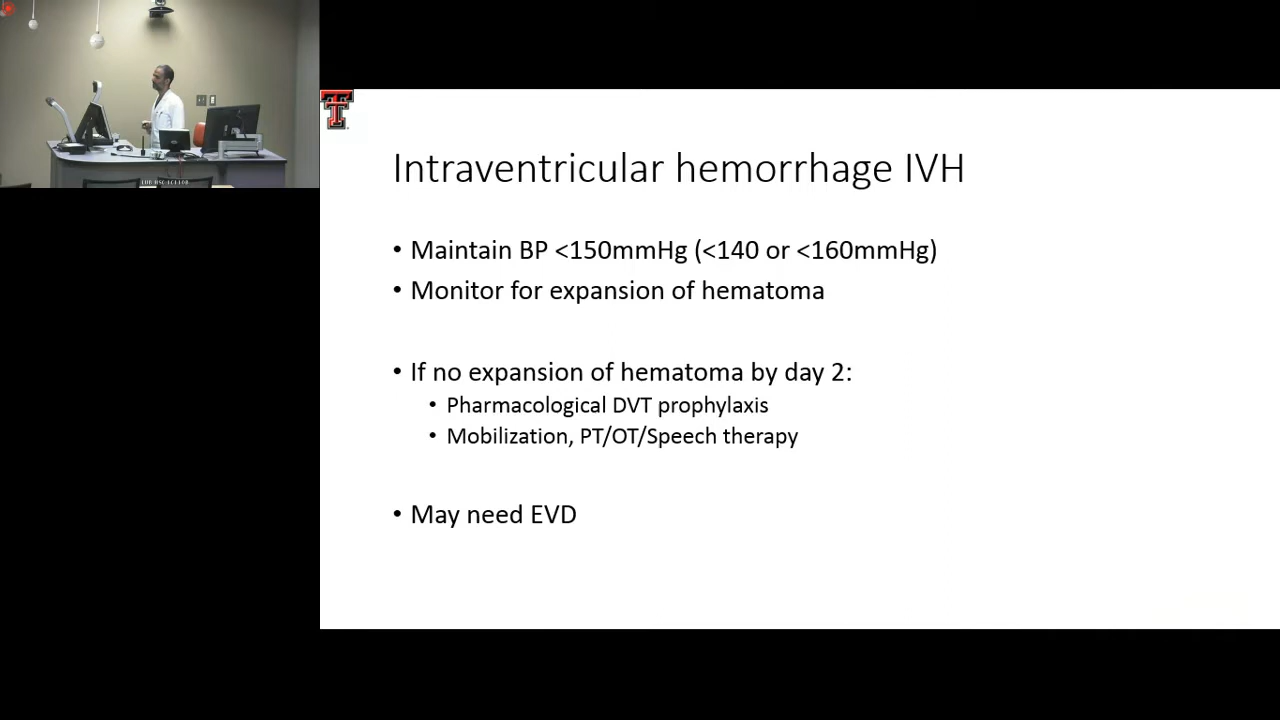 Intraventricular hemorrhage IVH
• Maintain BP <150mmHg (<140 or <160mmHg)
• Monitor for expansion of hematoma
• If no expansion of hematoma by day 2:
• Pharmacological DVT prophylaxis
• Mobilization, PT/OT/Speech therapy
• May need EVD